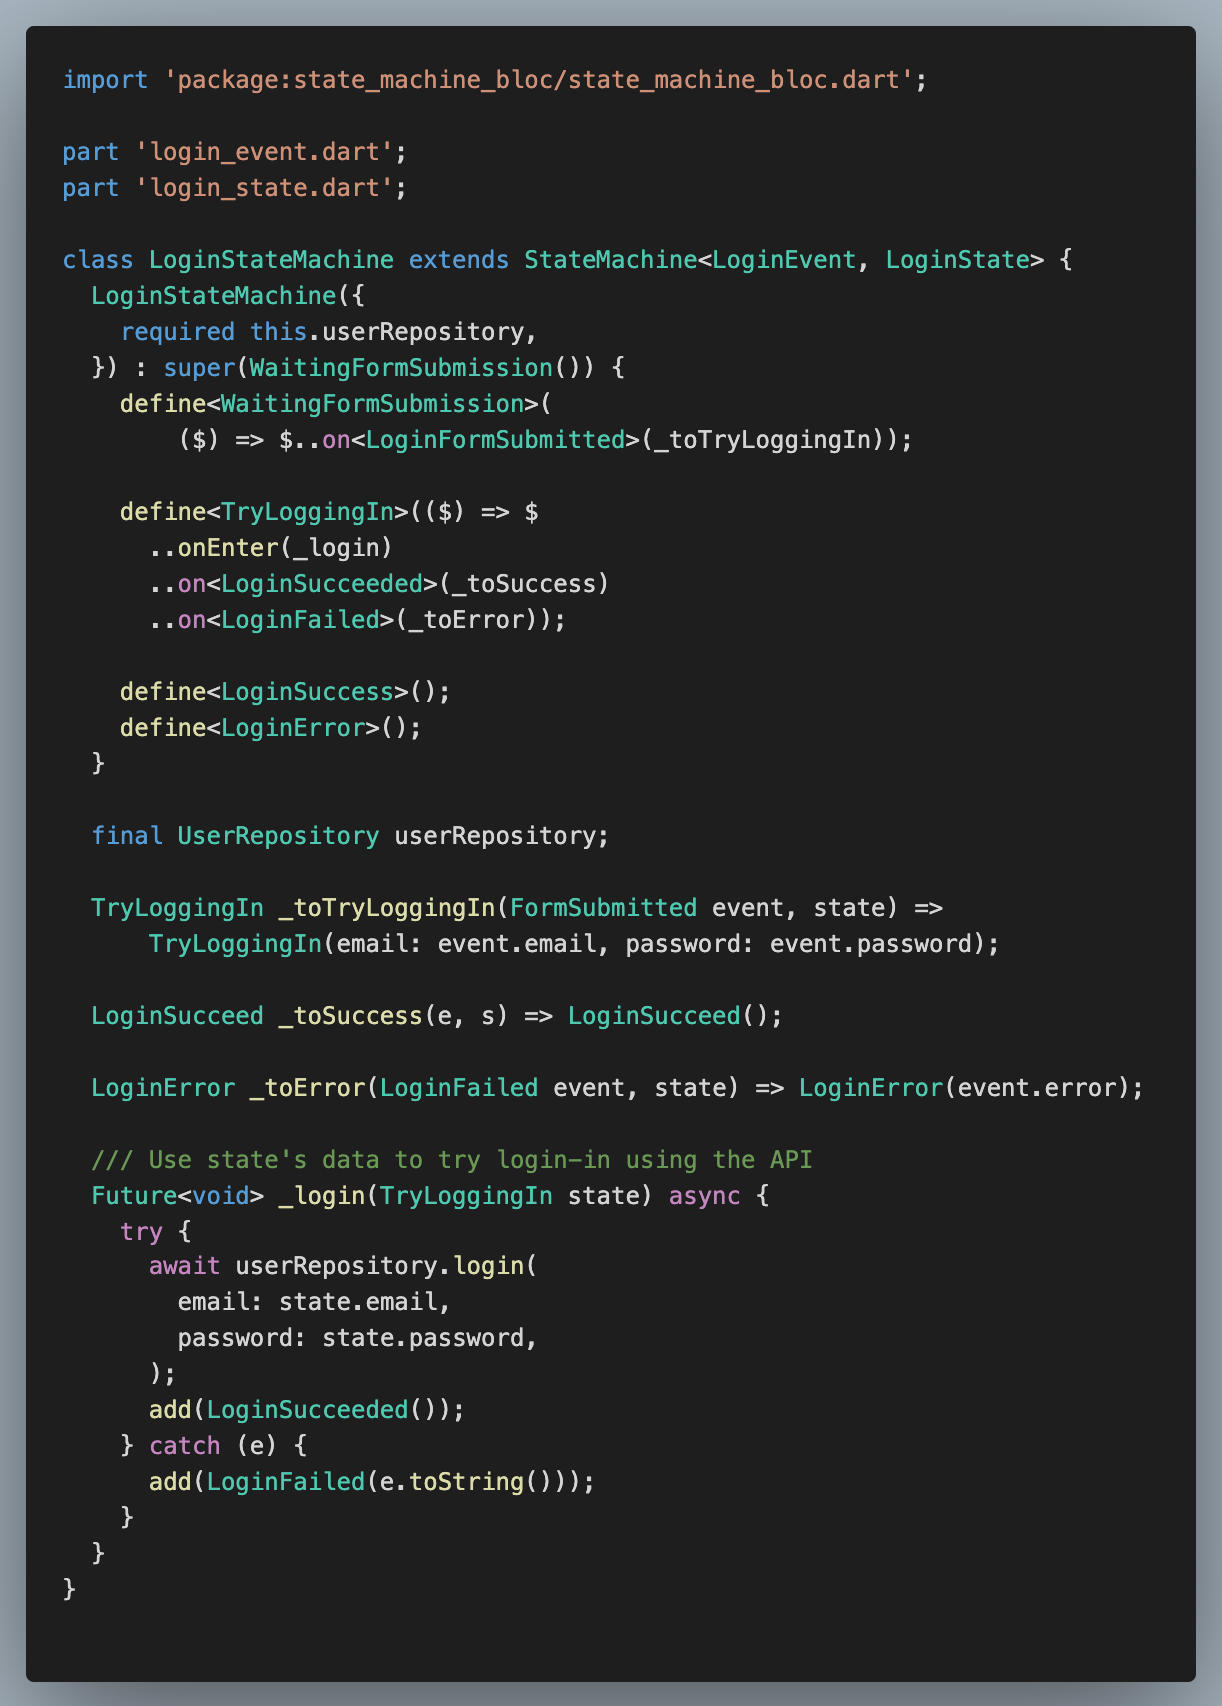 import 'package:state_machine_bloc/state_machine_bloc.dart';

part 'login_event.dart';
part 'login_state.dart';

class LoginStateMachine extends StateMachine<LoginEvent, LoginState> {
  LoginStateMachine({
    required this.userRepository,
  }) : super(WaitingFormSubmission()) {
    define<WaitingFormSubmission>(
        ($) => $..on<LoginFormSubmitted>(_toTryLoggingIn));

    define<TryLoggingIn>(($) => $
      ..onEnter(_login)
      ..on<LoginSucceeded>(_toSuccess)
      ..on<LoginFailed>(_toError));

    define<LoginSuccess>();
    define<LoginError>();
  }

  final UserRepository userRepository;

  TryLoggingIn _toTryLoggingIn(FormSubmitted event, state) =>
      TryLoggingIn(email: event.email, password: event.password);

  LoginSucceed _toSuccess(e, s) => LoginSucceed();

  LoginError _toError(LoginFailed event, state) => LoginError(event.error);

  /// Use state's data to try login-in using the API
  Future<void> _login(TryLoggingIn state) async {
    try {
      await userRepository.login(
        email: state.email,
        password: state.password,
      );
      add(LoginSucceeded());
    } catch (e) {
      add(LoginFailed(e.toString()));
    }
  }
}